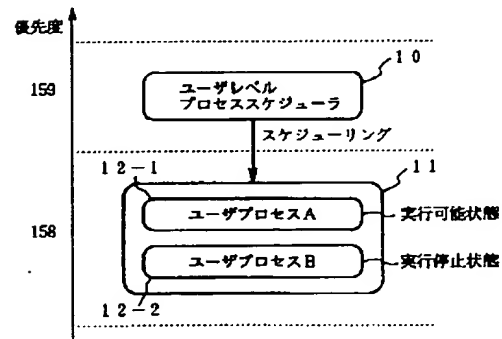 優先度
159
10
ユーザレベル
プロセススケジューラ
スケジューリング
12-1
11
158
ユーザプロセスA
実行可能状態
ユーザプロセスB
実行停止状態
12-2